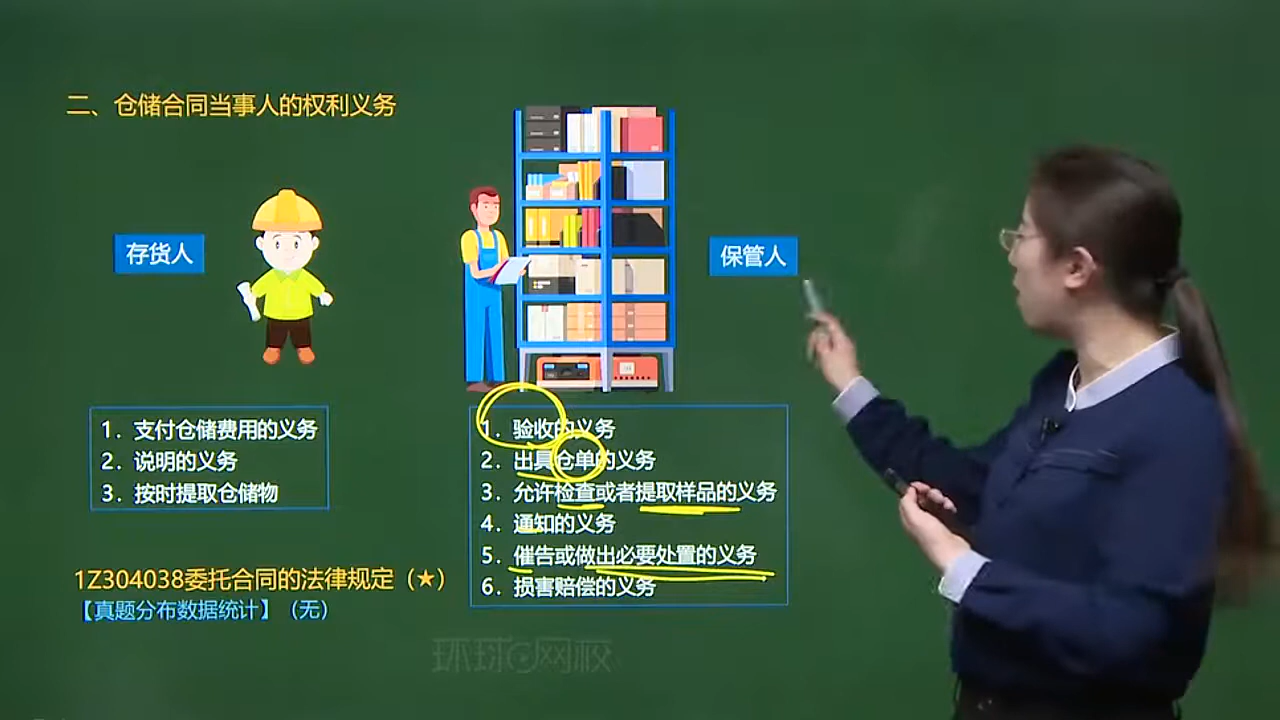 二、仓储合同当事人的权利义务
存货人
保管人
1．支付仓储费用的义务
2．说明的义务
3．按时提取仓储物
1．验收的义务
2．出具仓单的义务
3．允许检查或者提取样品的义务
4．通知的义务
5．催告或做出必要处置的义务
6．损害赔偿的义务
1Z304038委托合同的法律规定（★）
【真题分布数据统计】（无）
环球网校